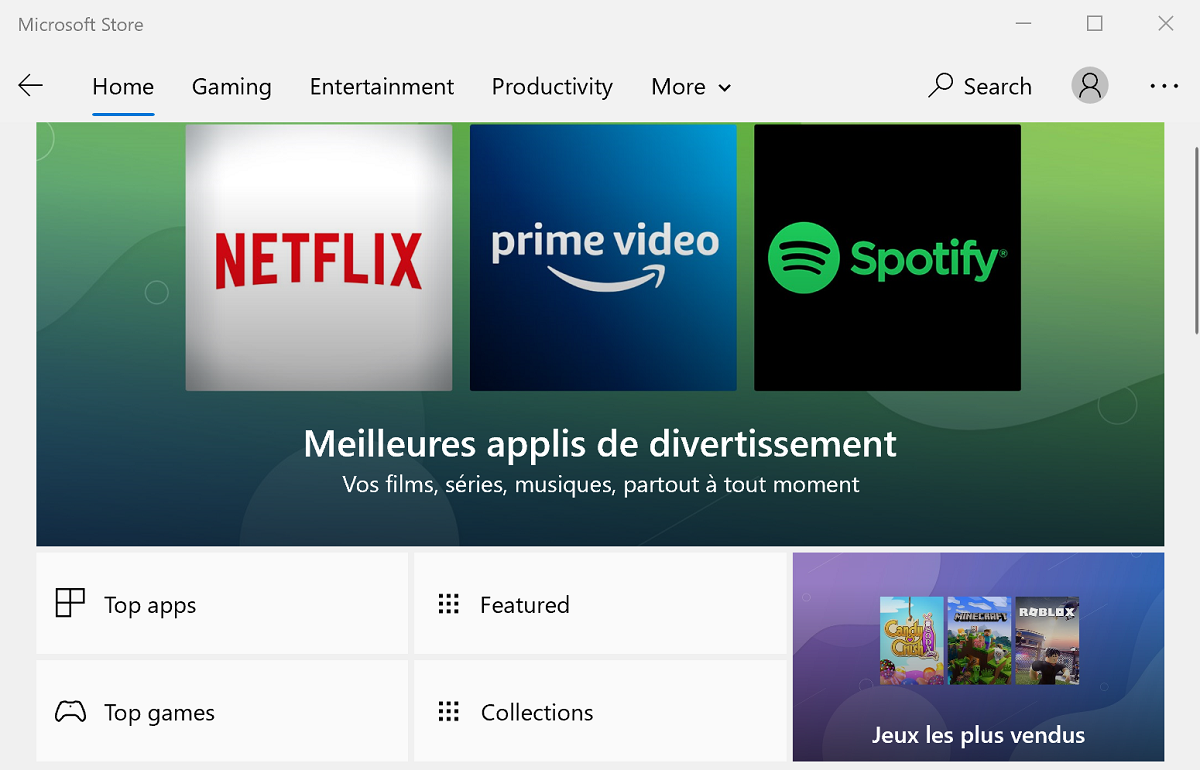 Microsoft Store
Home Gaming Entertainment Productivity More Search
NETFLIX
prime video
Spotify®
Meilleures applis de divertissement
Vos films, séries, musiques, partout à tout moment
Top apps
Featured
Candy
Crush
SODA
MINECRAFT
ROBLOX
Top games
Collections
Jeux les plus vendus